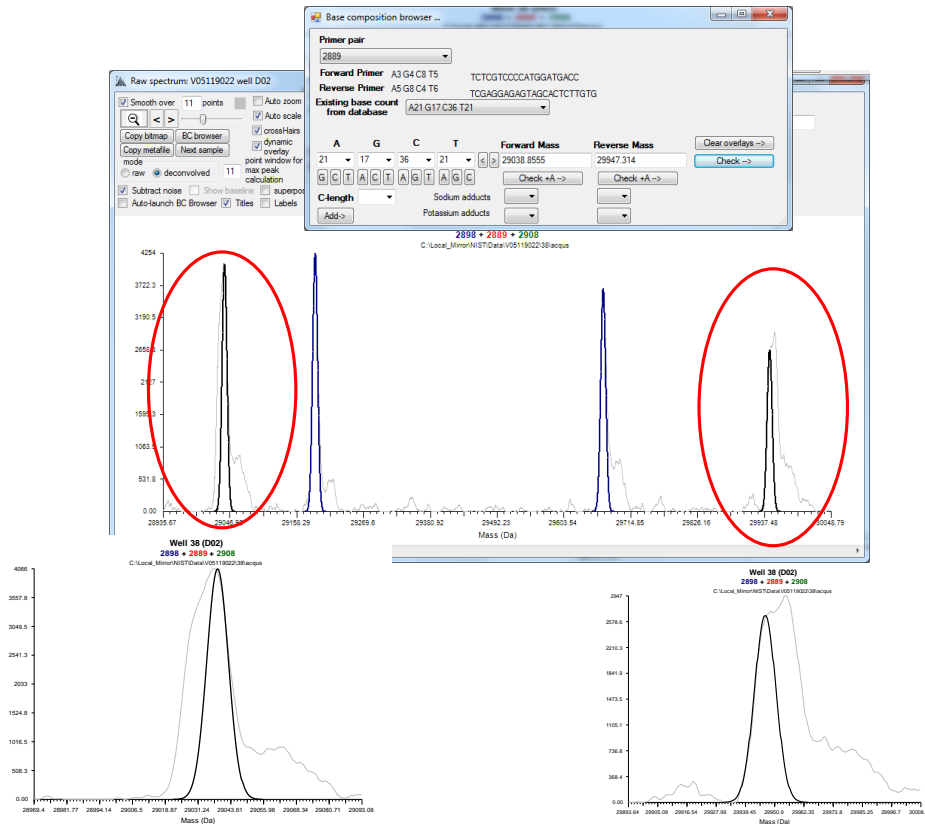 Base composition browser ...
Primer pair
2889
Forward Primer A3 G4 C8 T5 TCTCGTCCCCATGGATGACC
Reverse Primer A5 G8 C4 T6 TCGAGGAGAGTAGCACTCTTGTG
Existing base count from database A21 G17 C36 T21
A G C T Forward Mass Reverse Mass Clear overlays -->
21 17 36 21 < > 29038.8555 29947.314 Check -->
G C T A C T A G T A G C Check +A --> Check +A -->
C-length Sodium adducts
Add-> Potassium adducts
Raw spectrum: V05119022 well D02
Smooth over 11 points Auto zoom
< > Auto scale
Copy bitmap BC browser crossHairs
Copy metafile Next sample dynamic overlay
mode point window for
raw deconvolved 11 max peak calculation
Subtract noise Show baseline superpos
Auto-launch BC Browser Titles Labels
2898 + 2889 + 2908
C:\Local_Mirror\NIST\Data\V05119022\38\acqus
4254
3722.3
3190.5
2658.8
2127
1595.3
1063.5
531.8
0.00
28935.67 29046.98 29158.29 29269.6 29380.92 29492.23 29603.54 29714.85 29826.16 29937.48 30048.79
Mass (Da)
Well 38 (D02)
2898 + 2889 + 2908
C:\Local_Mirror\NIST\Data\V05119022\38\acqus
4066
3557.8
3049.5
2541.3
2033
1524.8
1016.5
508.3
0.00
28969.4 28981.77 28994.14 29006.5 29018.87 29031.24 29043.61 29055.98 29068.34 29080.71 29093.08
Mass (Da)
Well 38 (D02)
2898 + 2889 + 2908
C:\Local_Mirror\NIST\Data\V05119022\38\acqus
2947
2578.6
2210.3
1841.9
1473.5
1105.1
736.8
368.4
0.00
29893.64 29905.09 29916.54 29927.99 29939.45 29950.9 29962.35 29973.8 29985.25 29996.7 30008.
Mass (Da)